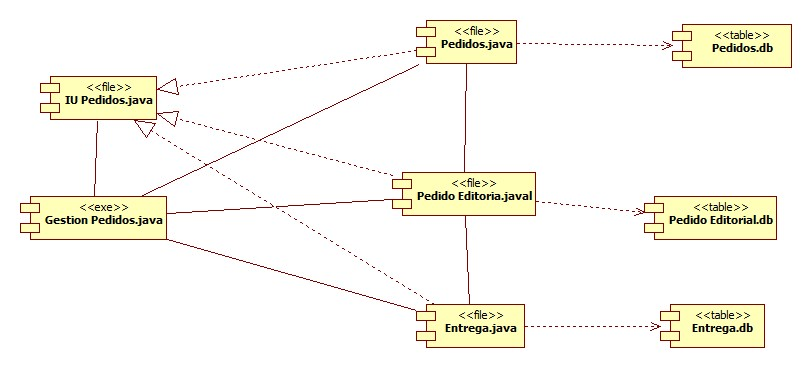 <<file>>
Pedidos.java
<<table>>
Pedidos.db
<<file>>
IU Pedidos.java
<<file>>
Pedido Editoria.javal
<<exe>>
Gestion Pedidos.java
<<table>>
Pedido Editorial.db
<<file>>
Entrega.java
<<table>>
Entrega.db